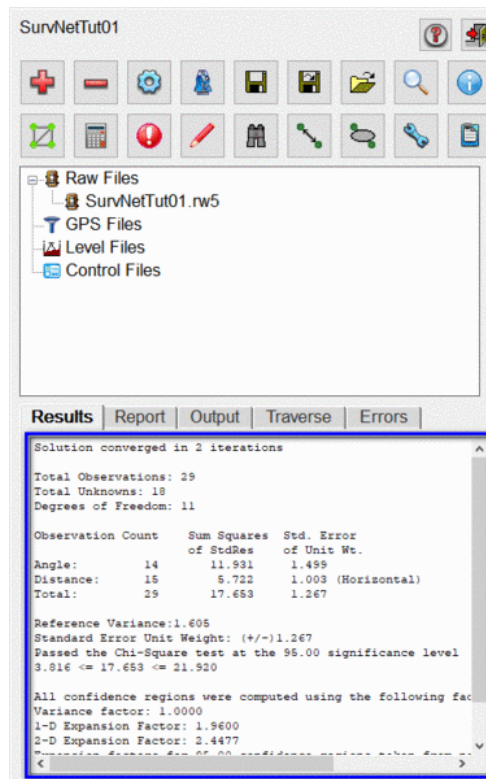 SurvNetTut01
Raw Files
SurvNetTut01.rw5
GPS Files
Level Files
Control Files
Results Report Output Traverse Errors
Solution converged in 2 iterations
Total Observations: 29
Total Unknowns: 18
Degrees of Freedom: 11
Observation Count Sum Squares Std. Error
of StdRes of Unit Wt.
Angle: 14 11.931 1.499
Distance: 15 5.722 1.003 (Horizontal)
Total: 29 17.653 1.267
Reference Variance:1.605
Standard Error Unit Weight: (+/-)1.267
Passed the Chi-Square test at the 95.00 significance level
3.816 <= 17.653 <= 21.920
All confidence regions were computed using the following fac
Variance factor: 1.0000
1-D Expansion Factor: 1.9600
2-D Expansion Factor: 2.4477